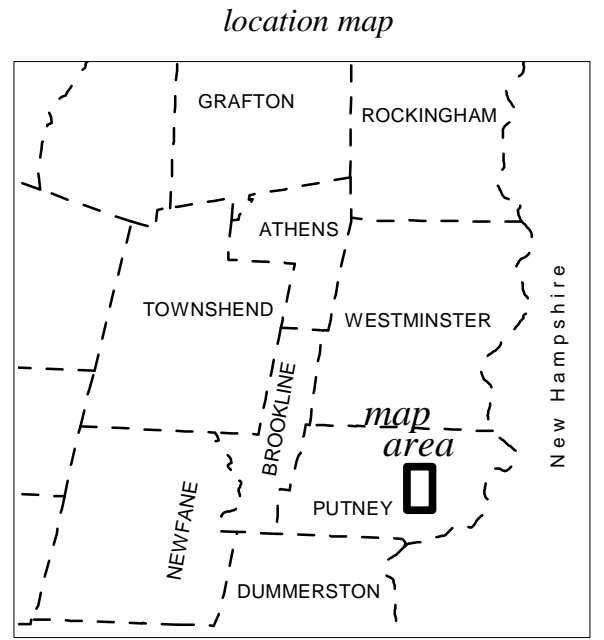 location map
GRAFTON
ROCKINGHAM
ATHENS
TOWNSHEND
WESTMINSTER
BROOKLINE
map
area
New Hampshire
NEWFANE
PUTNEY
DUMMERSTON